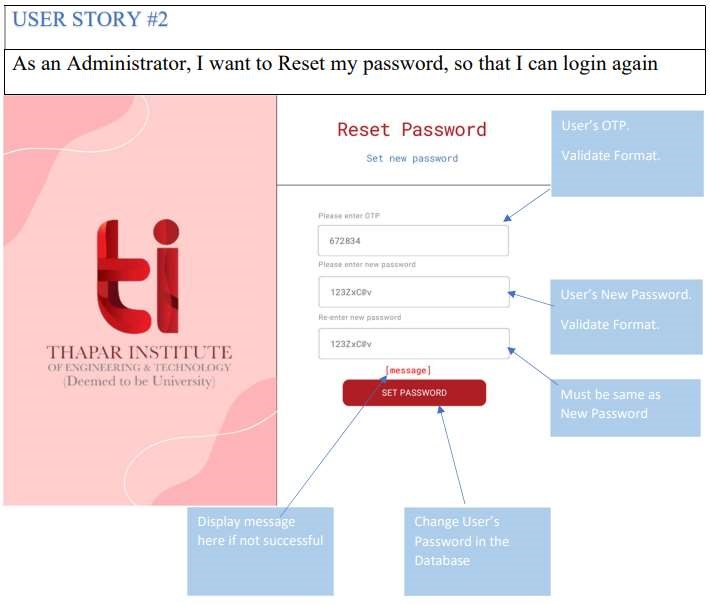 USER STORY #2
As an Administrator, I want to Reset my password, so that I can login again
Reset Password
Set new password
User's OTP.
Validate Format.
Please enter OTP
672834
Please enter new password
123ZxC@v
User's New Password.
Validate Format.
Re-enter new password
123ZxC@v
ti
THAPAR INSTITUTE
OF ENGINEERING & TECHNOLOGY
(Deemed to be University)
[message]
SET PASSWORD
Must be same as
New Password
Display message
here if not successful
Change User's
Password in the
Database